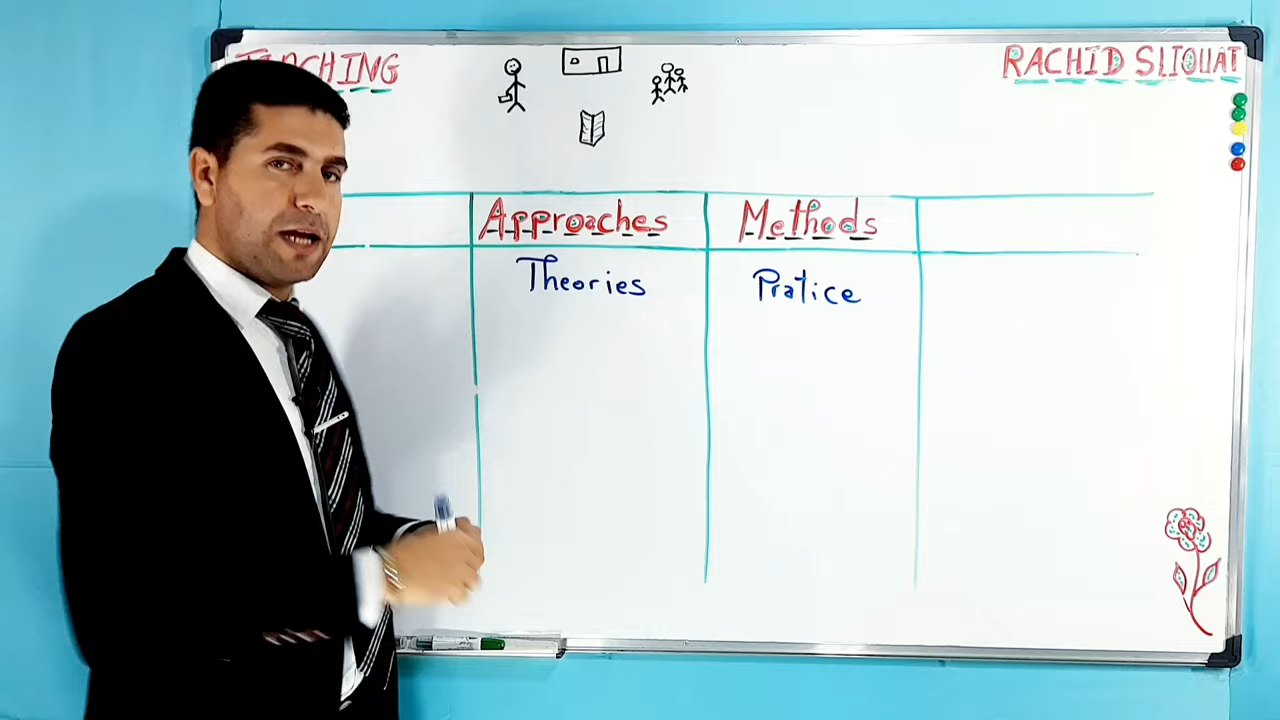 TEACHING
RACHID SLIOUAT
Approaches
Methods
Theories
Pratice